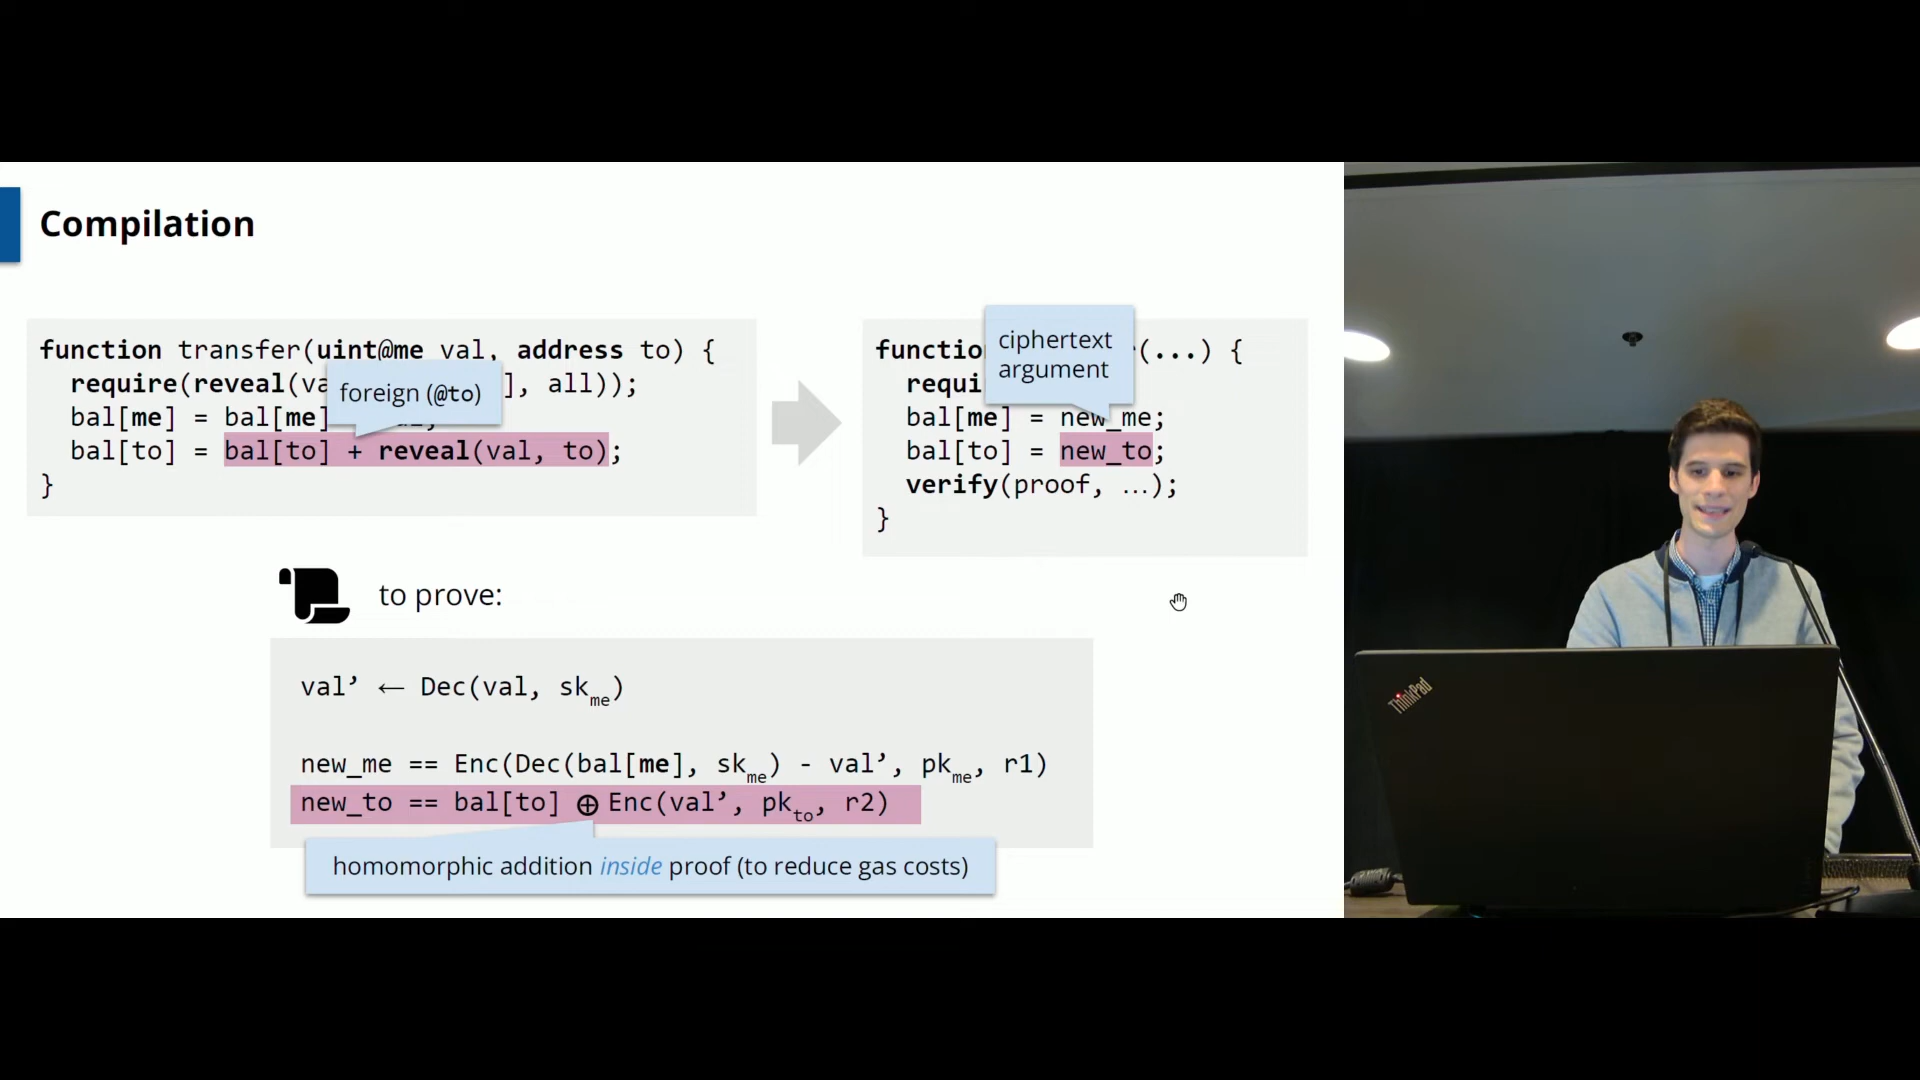 Compilation
function transfer(uint@me val, address to) {
require(reveal(va ], all));
foreign (@to)
bal[me] = bal[me]
bal[to] = bal[to] + reveal(val, to);
}
ciphertext
argument
functio (...) {
requi
bal[me] = new_me;
bal[to] = new_to;
verify(proof, ...);
}
to prove:
val’ ← Dec(val, skme)
new_me == Enc(Dec(bal[me], skme) - val’, pkme, r1)
new_to == bal[to] ⊕ Enc(val’, pkto, r2)
homomorphic addition inside proof (to reduce gas costs)
ThinkPad